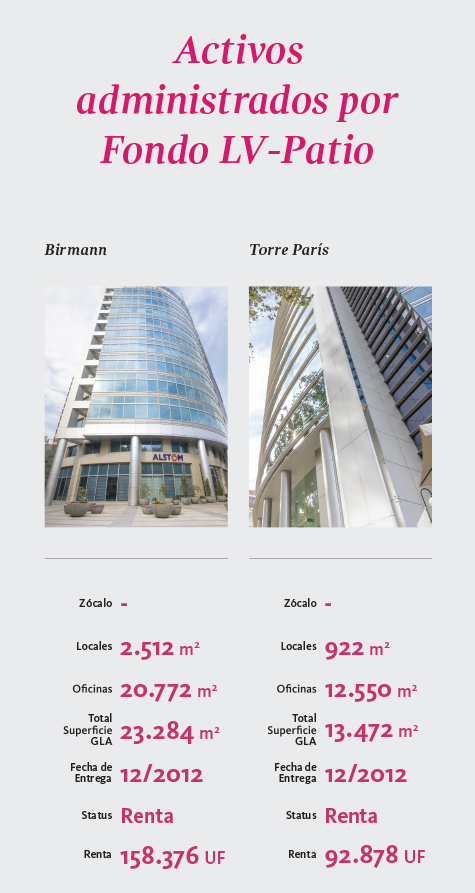 Activos
administrados por
Fondo LV-Patio
Birmann
Torre París
ALSTOM
Zócalo -
Locales 2.512 m²
Oficinas 20.772 m²
Total
Superficie
GLA
23.284 m²
Fecha de
Entrega
12/2012
Status Renta
Renta 158.376 UF
Zócalo -
Locales 922 m²
Oficinas 12.550 m²
Total
Superficie
GLA
13.472 m²
Fecha de
Entrega
12/2012
Status Renta
Renta 92.878 UF